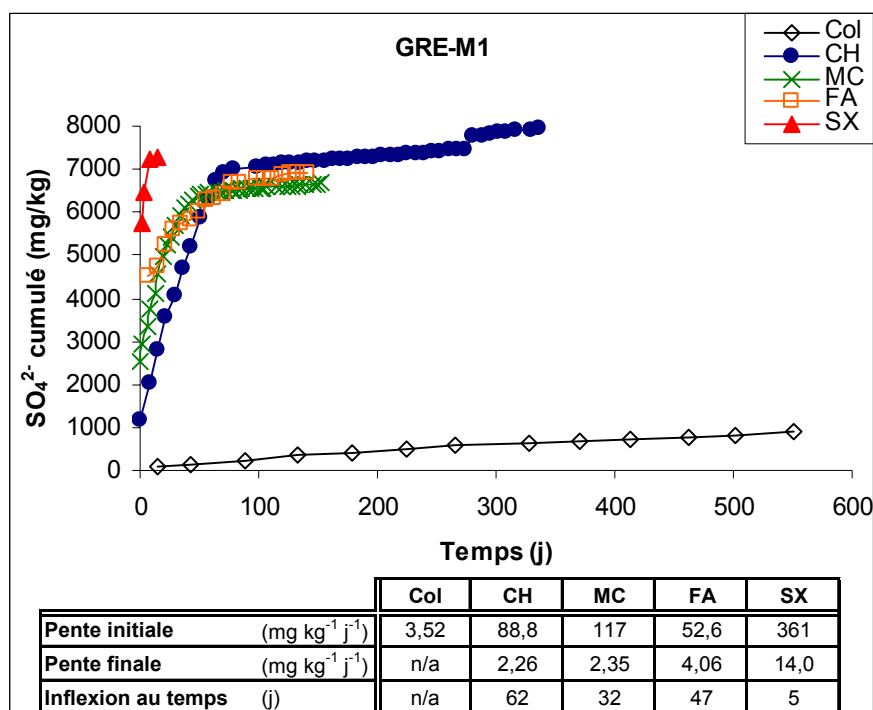 GRE-M1
Col
CH
MC
FA
SX
SO₄²⁻ cumulé (mg/kg)
8000
7000
6000
5000
4000
3000
2000
1000
0
0 100 200 300 400 500 600
Temps (j)
Col CH MC FA SX
Pente initiale (mg kg⁻¹ j⁻¹) 3,52 88,8 117 52,6 361
Pente finale (mg kg⁻¹ j⁻¹) n/a 2,26 2,35 4,06 14,0
Inflexion au temps (j) n/a 62 32 47 5